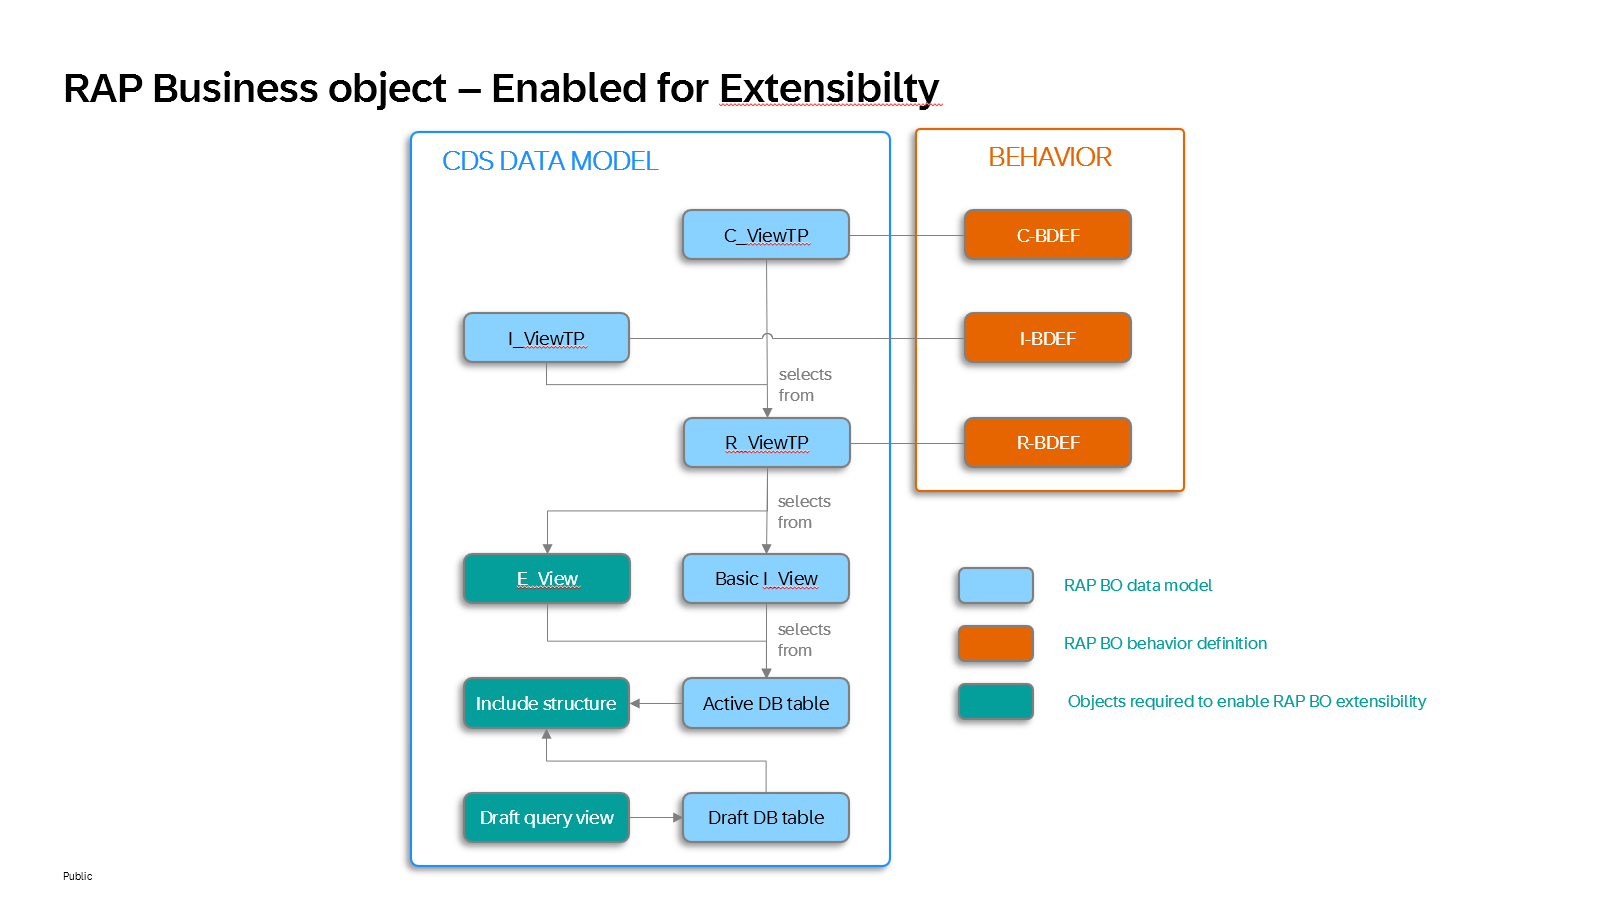 RAP Business object – Enabled for Extensibilty
CDS DATA MODEL
BEHAVIOR
C_ViewTP
C-BDEF
I_ViewTP
I-BDEF
selects
from
R_ViewTP
R-BDEF
selects
from
E_View
Basic I_View
selects
from
Include structure
Active DB table
Draft query view
Draft DB table
RAP BO data model
RAP BO behavior definition
Objects required to enable RAP BO extensibility
Public